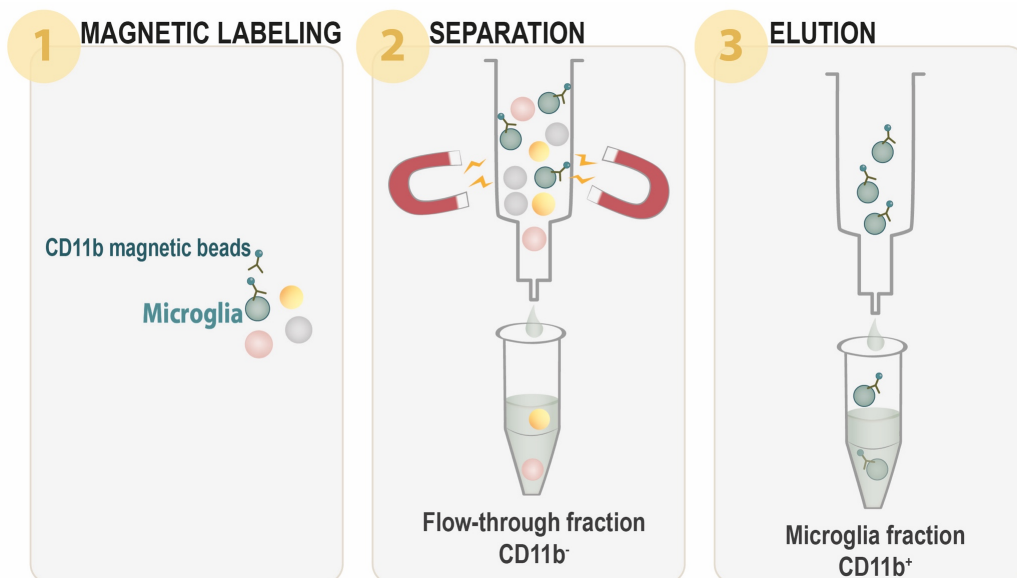 1 MAGNETIC LABELING
CD11b magnetic beads
Microglia
2 SEPARATION
Flow-through fraction
CD11b⁻
3 ELUTION
Microglia fraction
CD11b⁺